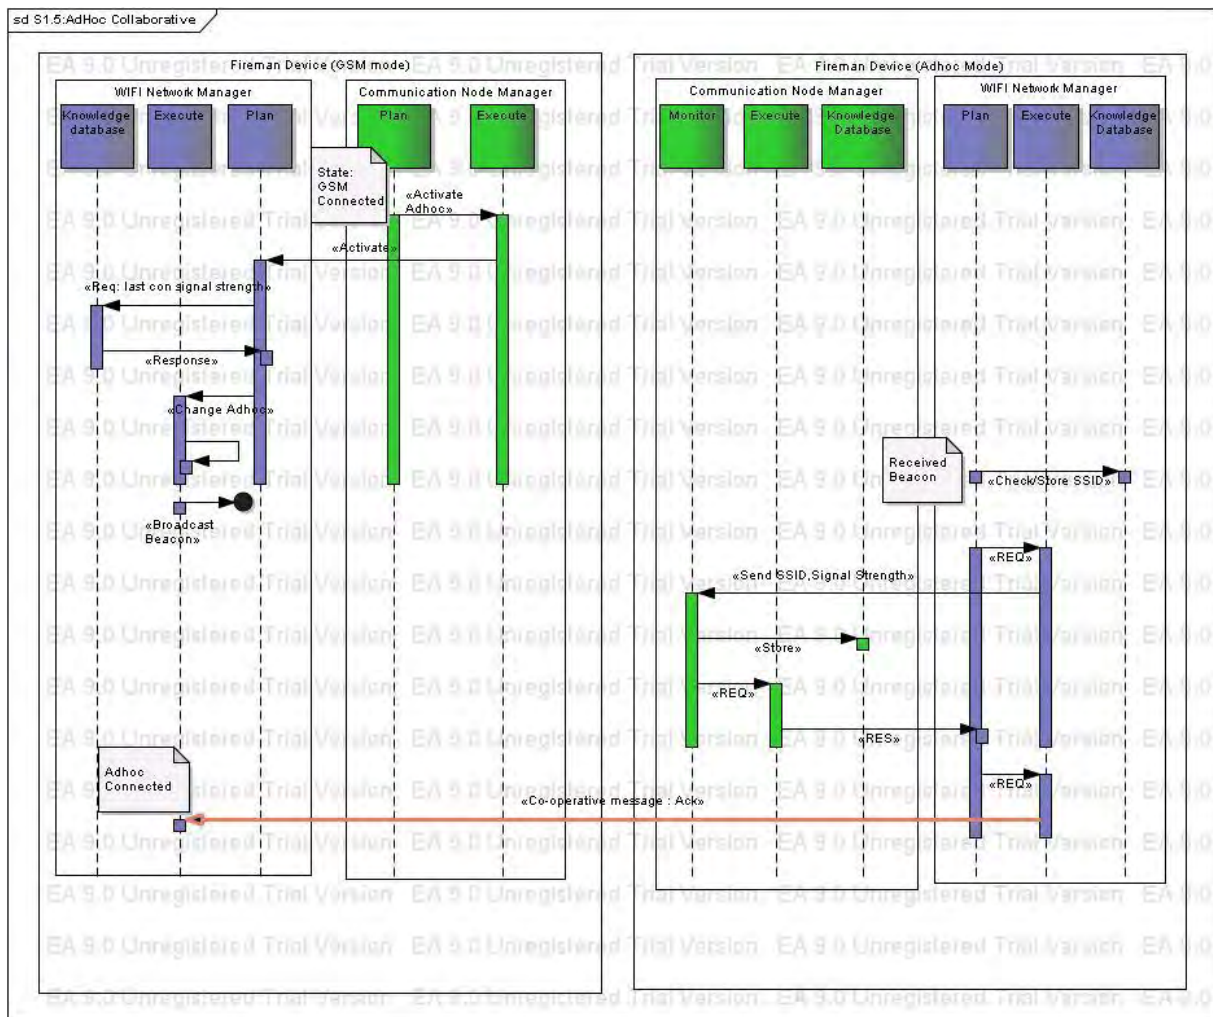 sd S1.5:AdHoc Collaborative
Fireman Device (GSM mode)
WIFI Network Manager
Knowledge
database
Execute
Plan
Communication Node Manager
Plan
Execute
Fireman Device (Adhoc Mode)
Communication Node Manager
Monitor
Execute
Knowledge
Database
WIFI Network Manager
Plan
Execute
Knowledge
Database
State:
GSM
Connected
«Activate
Adhoc»
«Activate»
«Req: last con signal strength»
«Response»
«Change Adhoc»
«Broadcast
Beacon»
Received
Beacon
«Check/Store SSID»
«REQ»
«Send SSID,Signal Strength»
«Store»
«REQ»
«RES»
«REQ»
Adhoc
Connected
«Co-operative message : Ack»
EA 9.0 Unregistered Trial Version